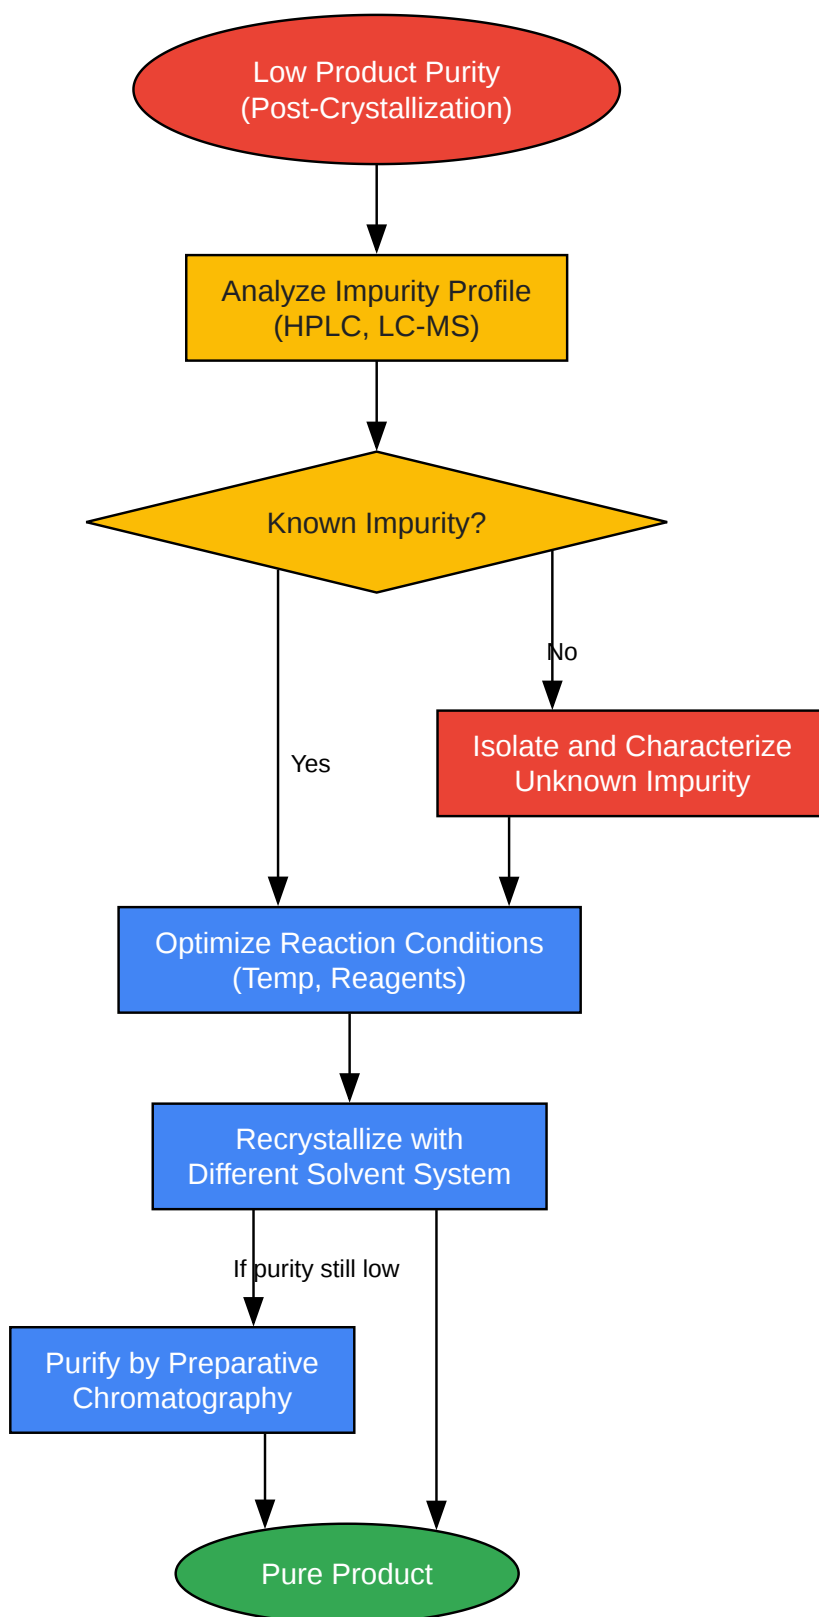 Low Product Purity
(Post-Crystallization)
Analyze Impurity Profile
(HPLC, LC-MS)
Known Impurity?
No
Isolate and Characterize
Unknown Impurity
Yes
Optimize Reaction Conditions
(Temp, Reagents)
Recrystallize with
Different Solvent System
If purity still low
Purify by Preparative
Chromatography
Pure Product